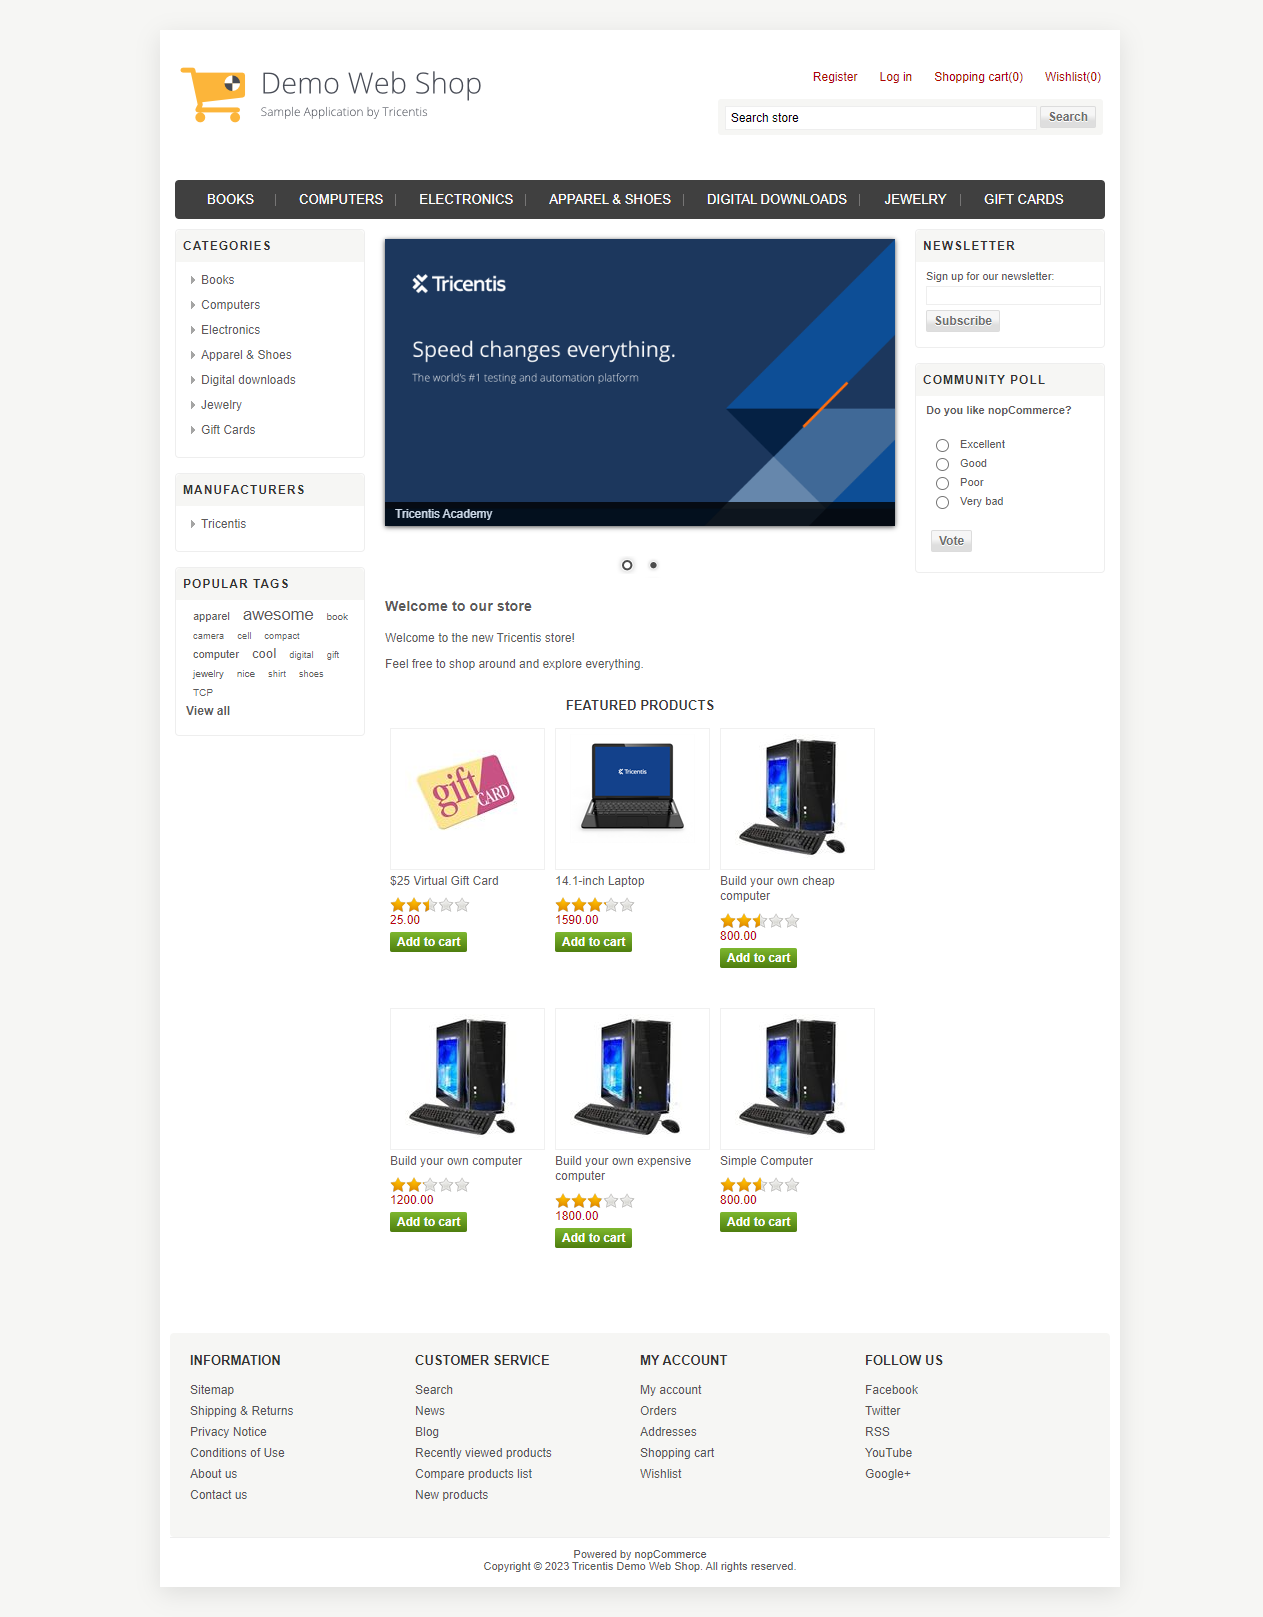 Demo Web Shop
Sample Application by Tricentis
Register Log in Shopping cart(0) Wishlist(0)
Search store Search
BOOKS COMPUTERS ELECTRONICS APPAREL & SHOES DIGITAL DOWNLOADS JEWELRY GIFT CARDS
CATEGORIES
Books
Computers
Electronics
Apparel & Shoes
Digital downloads
Jewelry
Gift Cards
MANUFACTURERS
Tricentis
POPULAR TAGS
apparel awesome book
camera cell compact
computer cool digital gift
jewelry nice shirt shoes
TCP
View all
Tricentis
Speed changes everything.
The world's #1 testing and automation platform
Tricentis Academy
NEWSLETTER
Sign up for our newsletter:
Subscribe
COMMUNITY POLL
Do you like nopCommerce?
Excellent
Good
Poor
Very bad
Vote
Welcome to our store
Welcome to the new Tricentis store!
Feel free to shop around and explore everything.
FEATURED PRODUCTS
gift CARD
$25 Virtual Gift Card
25.00
Add to cart
Tricentis
14.1-inch Laptop
1590.00
Add to cart
Build your own cheap
computer
800.00
Add to cart
Build your own computer
1200.00
Add to cart
Build your own expensive
computer
1800.00
Add to cart
Simple Computer
800.00
Add to cart
INFORMATION
Sitemap
Shipping & Returns
Privacy Notice
Conditions of Use
About us
Contact us
CUSTOMER SERVICE
Search
News
Blog
Recently viewed products
Compare products list
New products
MY ACCOUNT
My account
Orders
Addresses
Shopping cart
Wishlist
FOLLOW US
Facebook
Twitter
RSS
YouTube
Google+
Powered by nopCommerce
Copyright © 2023 Tricentis Demo Web Shop. All rights reserved.